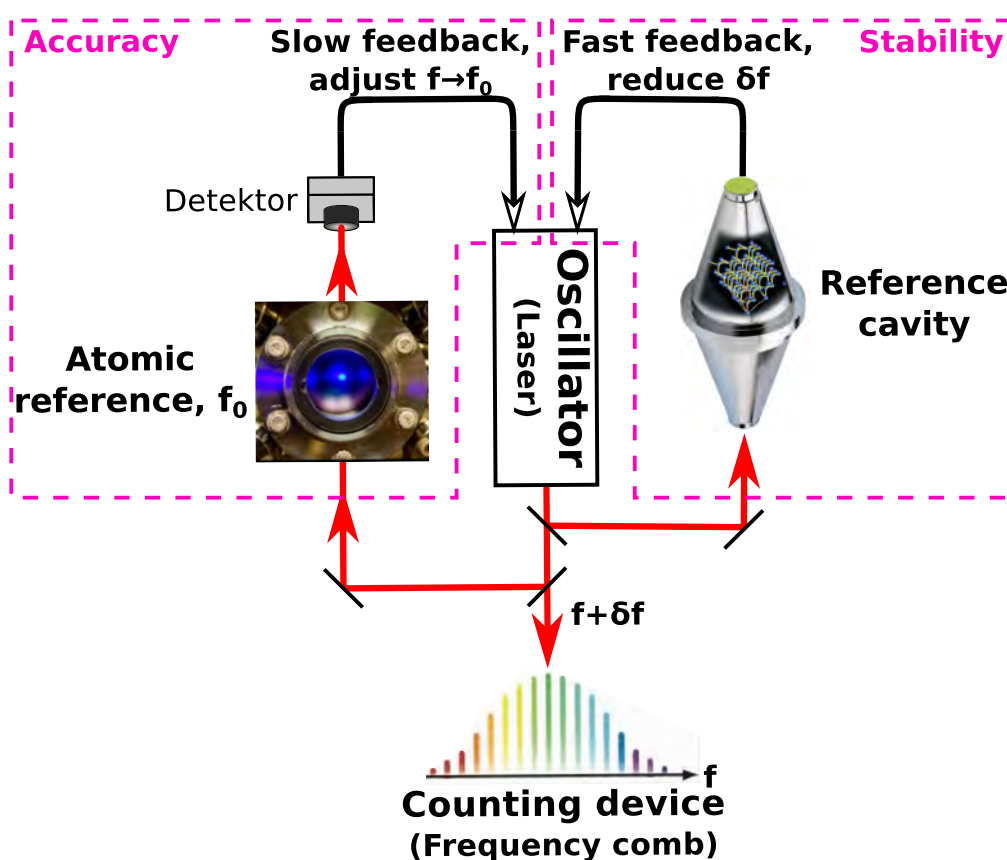 Accuracy
Slow feedback,
adjust f→f₀
Fast feedback,
reduce δf
Stability
Detektor
Atomic
reference, f₀
Oscillator
(Laser)
Reference
cavity
f+δf
f
Counting device
(Frequency comb)